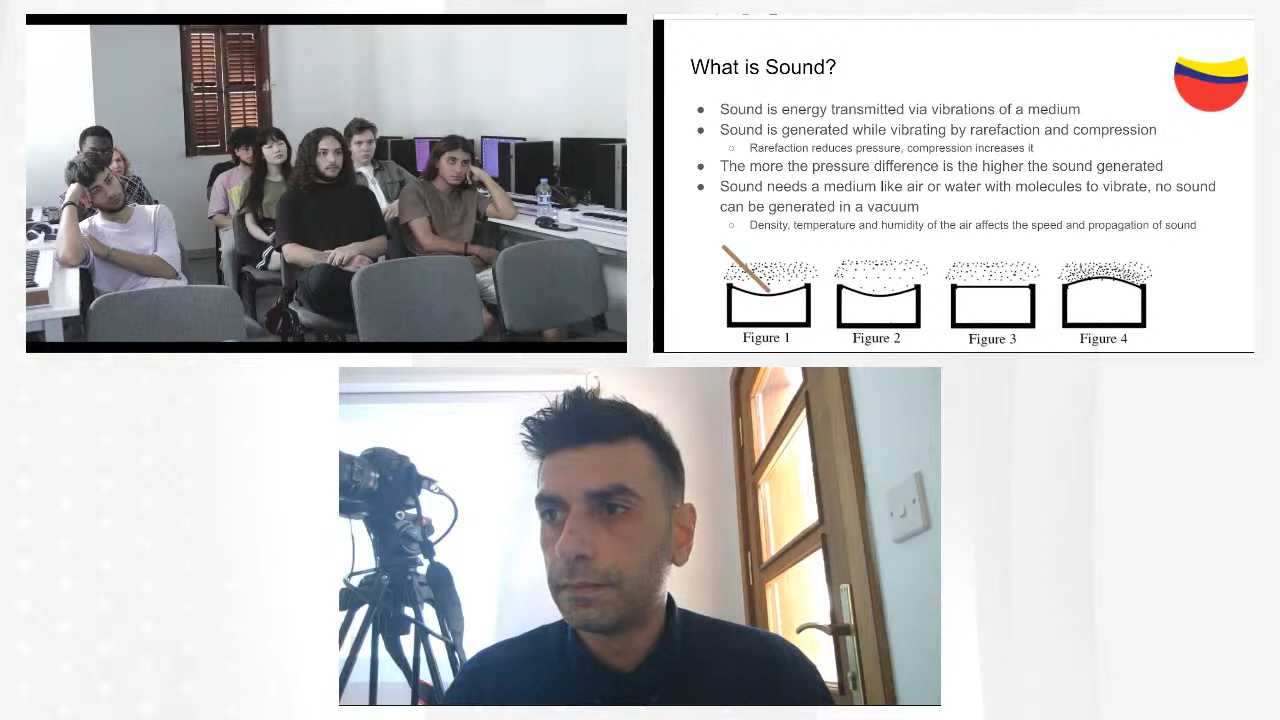 What is Sound?
● Sound is energy transmitted via vibrations of a medium
● Sound is generated while vibrating by rarefaction and compression
○ Rarefaction reduces pressure, compression increases it
● The more the pressure difference is the higher the sound generated
● Sound needs a medium like air or water with molecules to vibrate, no sound
can be generated in a vacuum
○ Density, temperature and humidity of the air affects the speed and propagation of sound
Figure 1 Figure 2 Figure 3 Figure 4